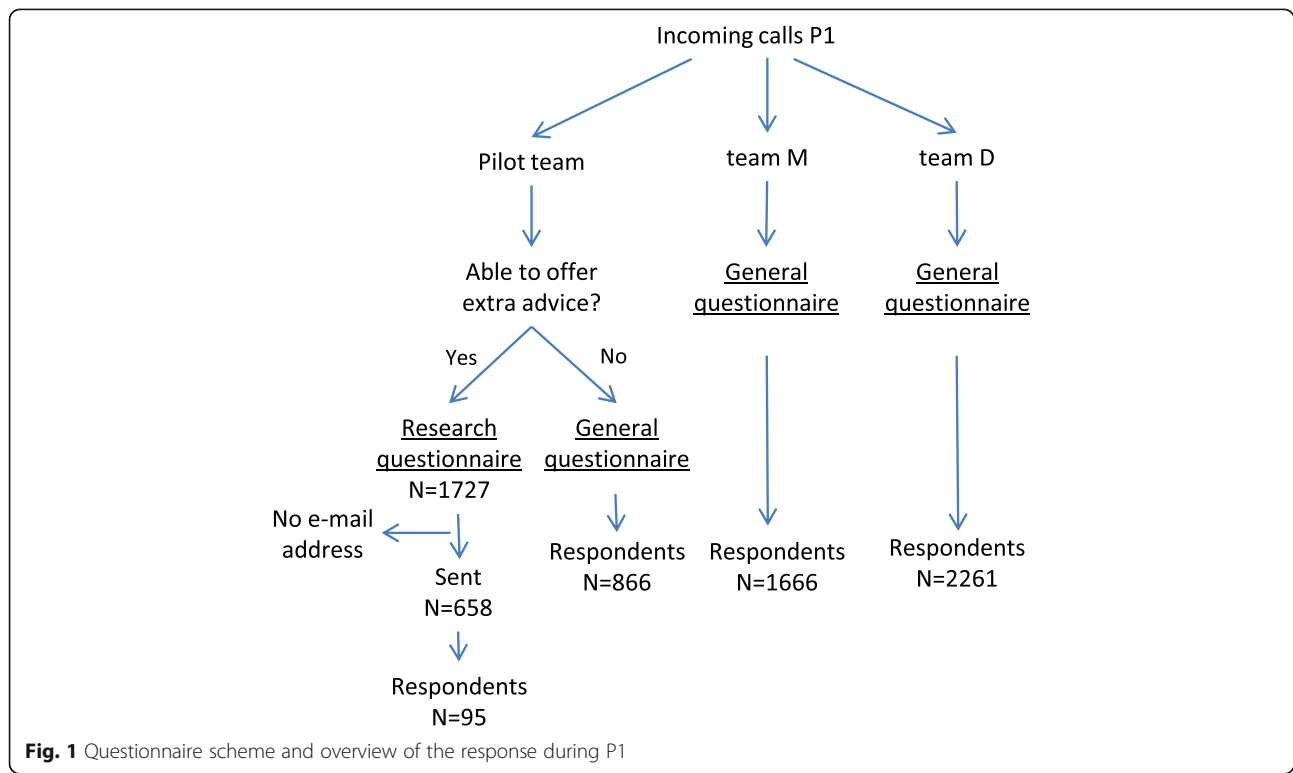 Incoming calls P1
Pilot team
team M
team D
Able to offer
extra advice?
General
questionnaire
General
questionnaire
Yes
No
Research
questionnaire
N=1727
General
questionnaire
No e-mail
address
Sent
N=658
Respondents
N=866
Respondents
N=1666
Respondents
N=2261
Respondents
N=95
Fig. 1 Questionnaire scheme and overview of the response during P1